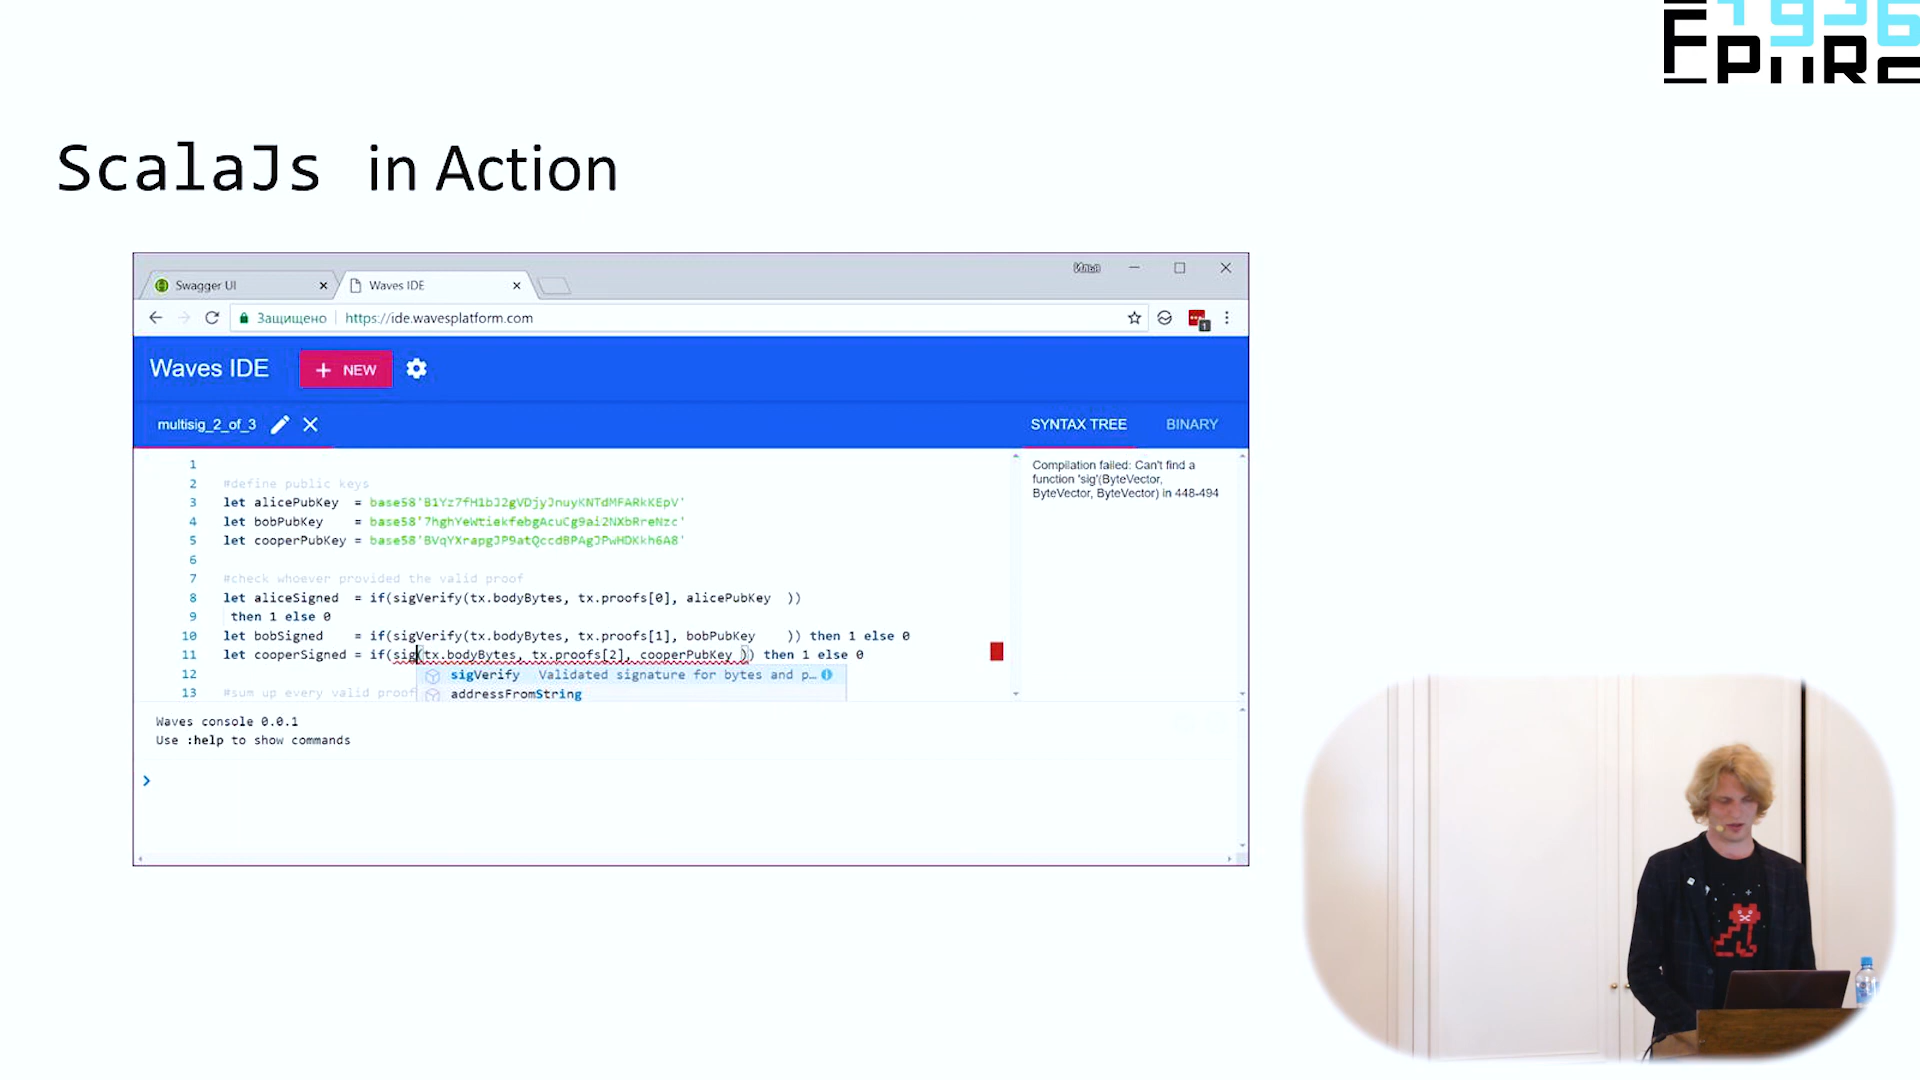 1936
ScalaJs in Action
Илья
Swagger UI
Waves IDE
Защищено
https://ide.wavesplatform.com
1
Waves IDE
+ NEW
multisig_2_of_3
SYNTAX TREE
BINARY
1
2 #define public keys
3 let alicePubKey = base58'B1Yz7fH1bJ2gVDjyJnuyKNTdMFARkKEpV'
4 let bobPubKey = base58'7hghYeWtiekfebgAcuCg9ai2NXbRreNzc'
5 let cooperPubKey = base58'BVqYXrapgJP9atQccdBPAgJPwHDKkh6A8'
6
7 #check whoever provided the valid proof
8 let aliceSigned = if(sigVerify(tx.bodyBytes, tx.proofs[0], alicePubKey ))
9 then 1 else 0
10 let bobSigned = if(sigVerify(tx.bodyBytes, tx.proofs[1], bobPubKey )) then 1 else 0
11 let cooperSigned = if(sig(tx.bodyBytes, tx.proofs[2], cooperPubKey )) then 1 else 0
12
sigVerify Validated signature for bytes and p...
13 #sum up every valid proof
addressFromString
Compilation failed: Can't find a
function 'sig'(ByteVector,
ByteVector, ByteVector) in 448-494
Waves console 0.0.1
Use :help to show commands
>